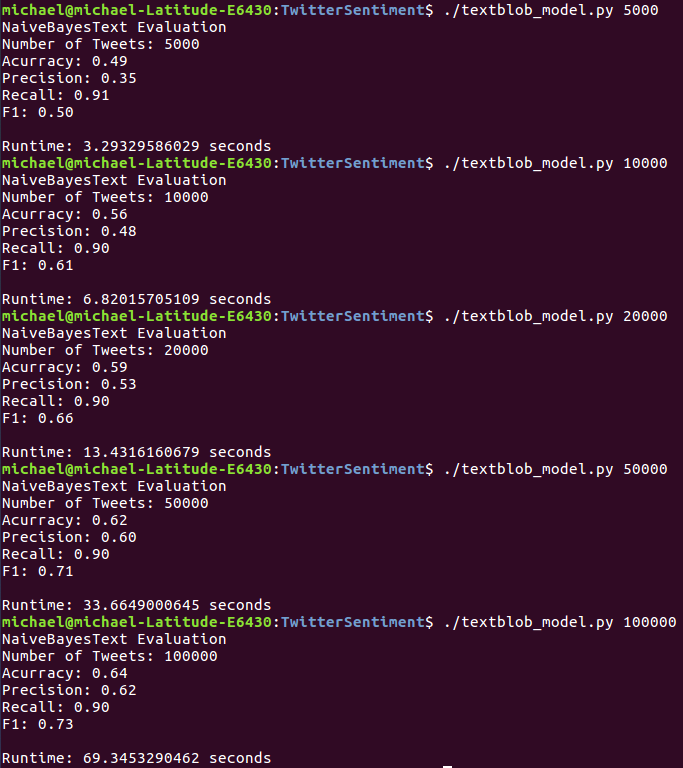 michael@michael-Latitude-E6430:TwitterSentiment$ ./textblob_model.py 5000
NaiveBayesText Evaluation
Number of Tweets: 5000
Acurracy: 0.49
Precision: 0.35
Recall: 0.91
F1: 0.50
Runtime: 3.29329586029 seconds
michael@michael-Latitude-E6430:TwitterSentiment$ ./textblob_model.py 10000
NaiveBayesText Evaluation
Number of Tweets: 10000
Acurracy: 0.56
Precision: 0.48
Recall: 0.90
F1: 0.61
Runtime: 6.82015705109 seconds
michael@michael-Latitude-E6430:TwitterSentiment$ ./textblob_model.py 20000
NaiveBayesText Evaluation
Number of Tweets: 20000
Acurracy: 0.59
Precision: 0.53
Recall: 0.90
F1: 0.66
Runtime: 13.4316160679 seconds
michael@michael-Latitude-E6430:TwitterSentiment$ ./textblob_model.py 50000
NaiveBayesText Evaluation
Number of Tweets: 50000
Acurracy: 0.62
Precision: 0.60
Recall: 0.90
F1: 0.71
Runtime: 33.6649000645 seconds
michael@michael-Latitude-E6430:TwitterSentiment$ ./textblob_model.py 100000
NaiveBayesText Evaluation
Number of Tweets: 100000
Acurracy: 0.64
Precision: 0.62
Recall: 0.90
F1: 0.73
Runtime: 69.3453290462 seconds